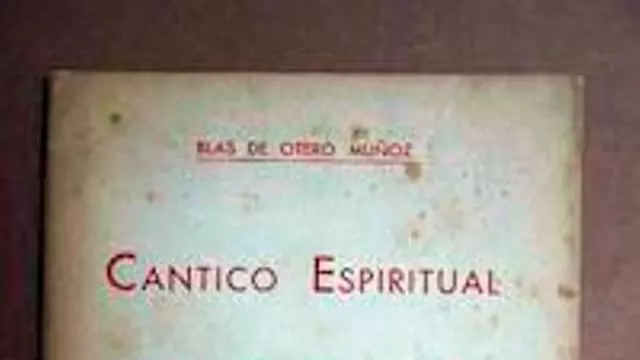 BLAS DE OTERO MUÑOZ
CANTICO ESPIRITUAL